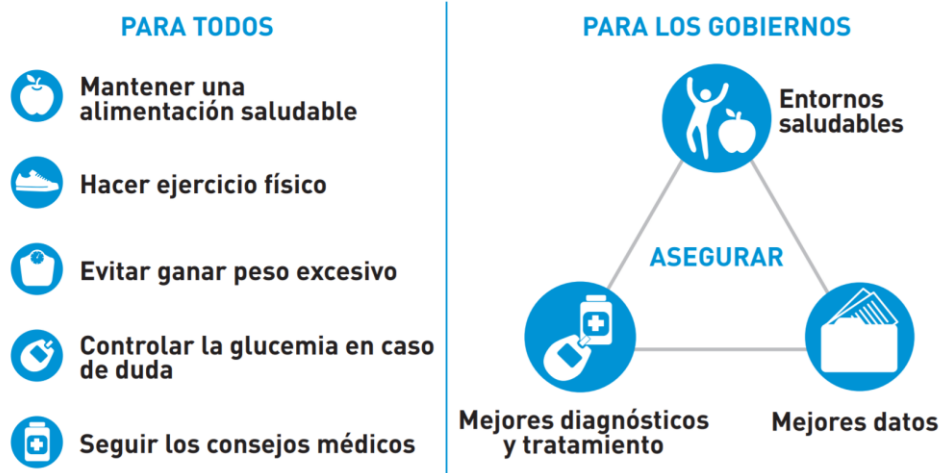 PARA TODOS
Mantener una
alimentación saludable
Hacer ejercicio físico
Evitar ganar peso excesivo
Controlar la glucemia en caso
de duda
Seguir los consejos médicos
PARA LOS GOBIERNOS
Entornos
saludables
ASEGURAR
Mejores diagnósticos
y tratamiento
Mejores datos